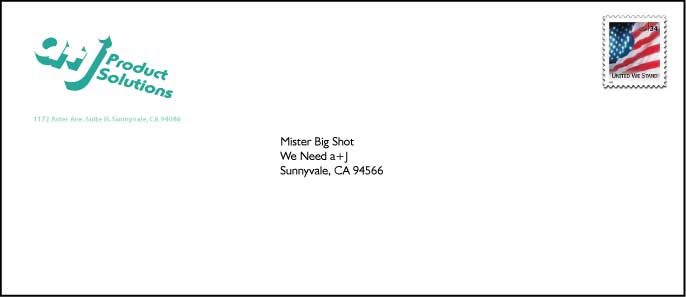 a+J Product
Solutions
1172 Aster Ave. Suite H. Sunnyvale, CA 94086
34
UNITED WE STAND
Mister Big Shot
We Need a+J
Sunnyvale, CA 94566